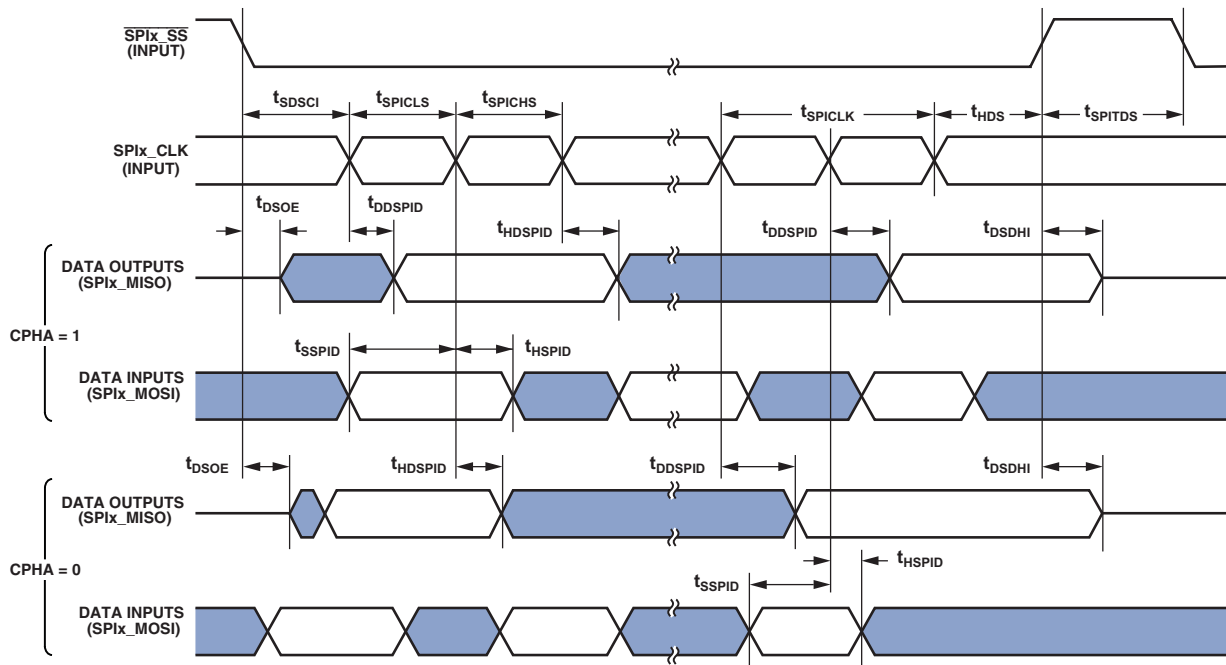 SPIx_SS
(INPUT)
tSDSCI tSPICLS tSPICHS tSPICLK tHDS tSPITDS
SPIx_CLK
(INPUT)
tDSOE tDDSPID tHDSPID tDDSPID tDSDHI
DATA OUTPUTS
(SPIx_MISO)
CPHA = 1
tSSPID tHSPID
DATA INPUTS
(SPIx_MOSI)
tDSOE tHDSPID tDDSPID tDSDHI
DATA OUTPUTS
(SPIx_MISO)
CPHA = 0
tHSPID
tSSPID
DATA INPUTS
(SPIx_MOSI)